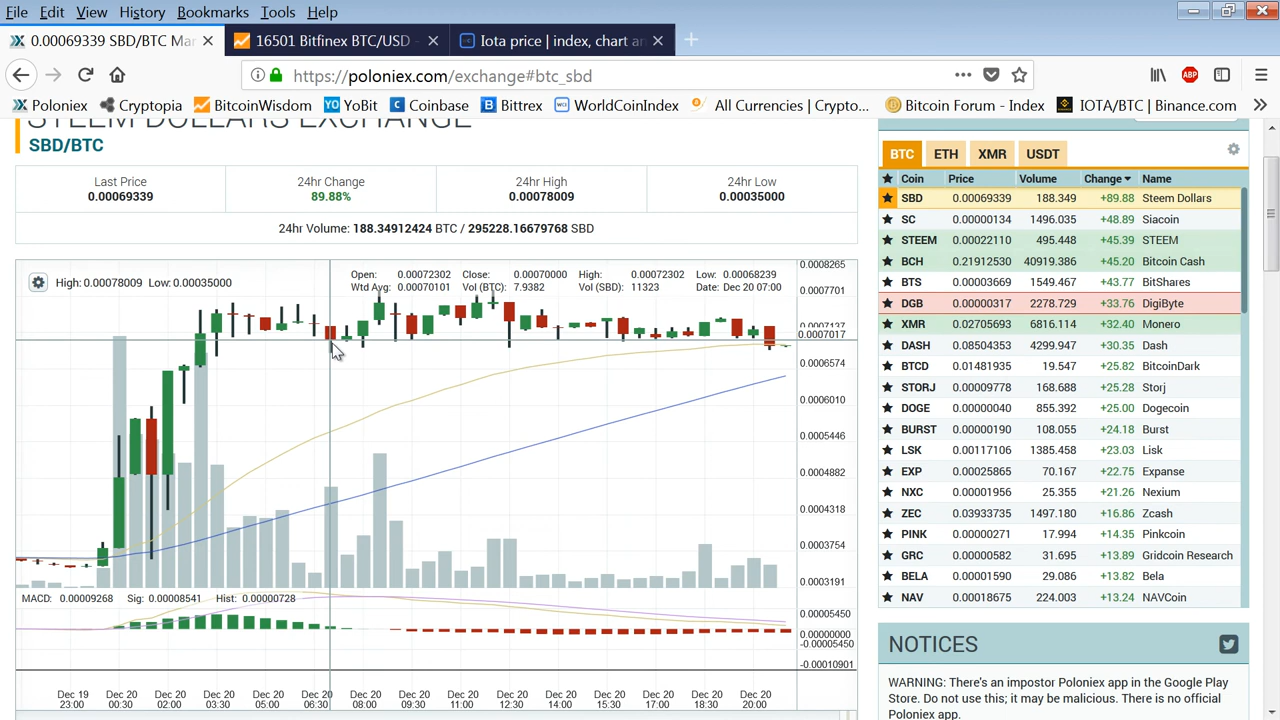 File Edit View History Bookmarks Tools Help
0.00069339 SBD/BTC Ma
16501 Bitfinex BTC/USD -
Iota price | index, chart an
https://poloniex.com/exchange#btc_sbd
Poloniex Cryptopia BitcoinWisdom YoBit Coinbase Bittrex WorldCoinIndex All Currencies | Crypto... Bitcoin Forum - Index IOTA/BTC | Binance.com
STEEM DOLLARS EXCHANGE
SBD/BTC
Last Price 24hr Change 24hr High 24hr Low
0.00069339 89.88% 0.00078009 0.00035000
24hr Volume: 188.34912424 BTC / 295228.16679768 SBD
High: 0.00078009 Low: 0.00035000
Open: 0.00072302 Close: 0.00070000 High: 0.00072302 Low: 0.00068239
Wtd Avg: 0.00070101 Vol (BTC): 7.9382 Vol (SBD): 11323 Date: Dec 20 07:00
0.0008265
0.0007701
0.0007137
0.0007017
0.0006574
0.0006010
0.0005446
0.0004882
0.0004318
0.0003754
0.0003191
MACD: 0.00009268 Sig: 0.00008541 Hist: 0.00000728
0.00005450
0.00000000
-0.00005450
-0.00010901
Dec 19 Dec 20 Dec 20 Dec 20 Dec 20 Dec 20 Dec 20 Dec 20 Dec 20 Dec 20 Dec 20 Dec 20 Dec 20 Dec 20 Dec 20
23:00 00:30 02:00 03:30 05:00 06:30 08:00 09:30 11:00 12:30 14:00 15:30 17:00 18:30 20:00
BTC ETH XMR USDT
Coin Price Volume Change Name
SBD 0.00069339 188.349 +89.88 Steem Dollars
SC 0.00000134 1496.035 +48.89 Siacoin
STEEM 0.00022110 495.448 +45.39 STEEM
BCH 0.21912530 40919.386 +45.20 Bitcoin Cash
BTS 0.00003669 1549.467 +43.77 BitShares
DGB 0.00000317 2278.729 +33.76 DigiByte
XMR 0.02705693 6816.114 +32.40 Monero
DASH 0.08504353 4299.947 +30.35 Dash
BTCD 0.01481935 19.547 +25.82 BitcoinDark
STORJ 0.00009778 168.688 +25.28 Storj
DOGE 0.00000040 855.392 +25.00 Dogecoin
BURST 0.00000190 108.055 +24.18 Burst
LSK 0.00117106 1385.458 +23.03 Lisk
EXP 0.00025865 70.167 +22.75 Expanse
NXC 0.00001956 25.355 +21.26 Nexium
ZEC 0.03933735 1497.180 +16.86 Zcash
PINK 0.00000271 17.994 +14.35 Pinkcoin
GRC 0.00000582 31.695 +13.89 Gridcoin Research
BELA 0.00001590 29.086 +13.82 Bela
NAV 0.00018675 224.003 +13.24 NAVCoin
NOTICES
WARNING: There's an impostor Poloniex app in the Google Play
Store. Do not use this; it may be malicious. There is no official
Poloniex app.